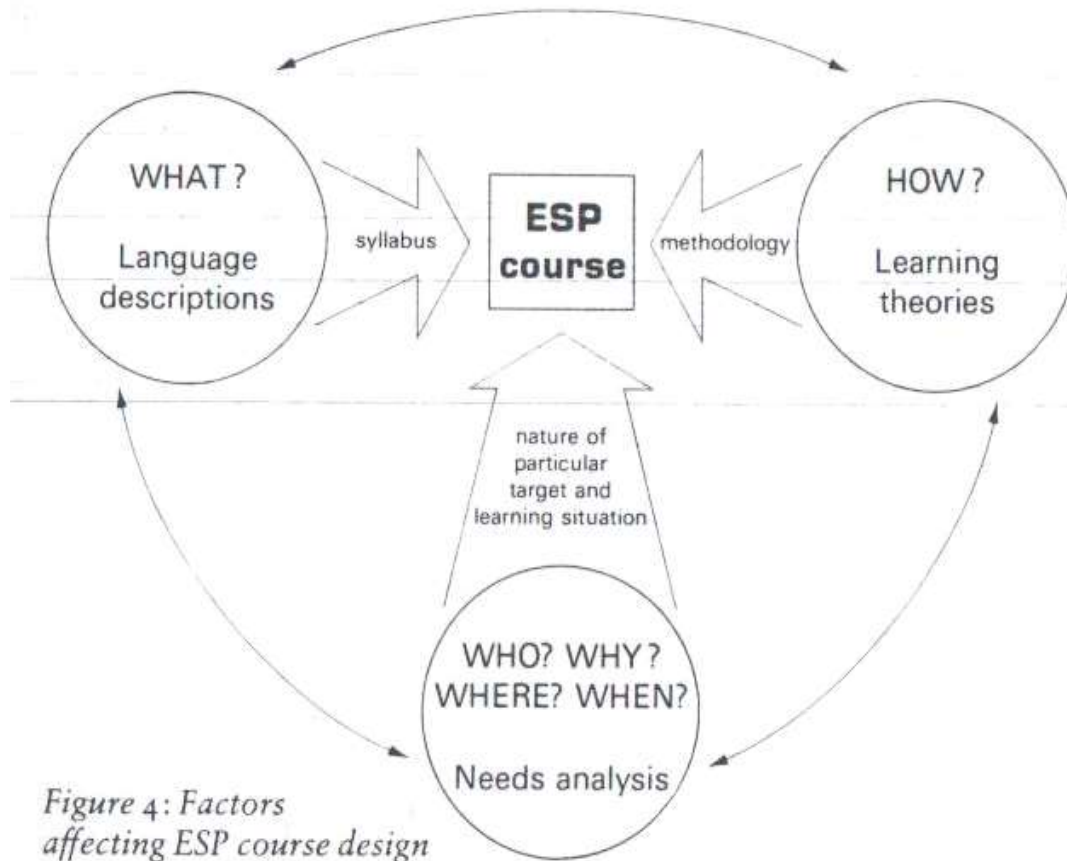 WHAT?
Language
descriptions
syllabus
ESP
course
methodology
HOW?
Learning
theories
nature of
particular
target and
learning situation
WHO? WHY?
WHERE? WHEN?
Needs analysis
Figure 4: Factors
affecting ESP course design